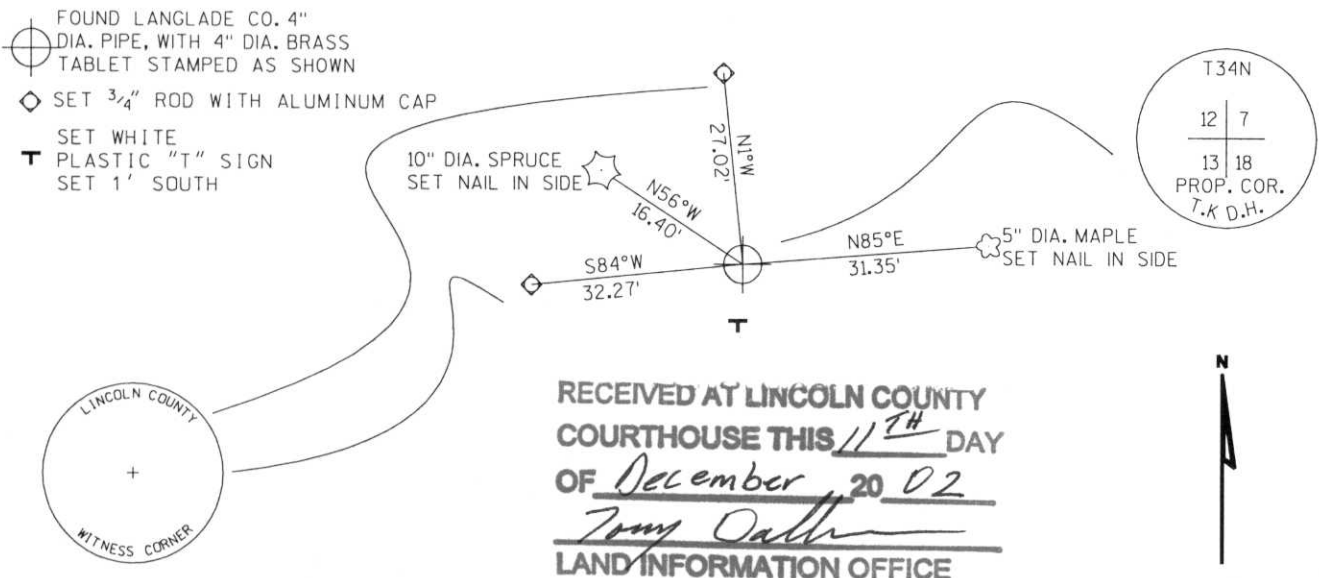 FOUND LANGLADE CO. 4"
DIA. PIPE, WITH 4" DIA. BRASS
TABLET STAMPED AS SHOWN
SET 3/4" ROD WITH ALUMINUM CAP
SET WHITE
PLASTIC "T" SIGN
SET 1' SOUTH
10" DIA. SPRUCE
SET NAIL IN SIDE
N1°W
27.02'
N56°W
16.40'
S84°W
32.27'
N85°E
31.35'
5" DIA. MAPLE
SET NAIL IN SIDE
T
T34N
12 7
13 18
PROP. COR.
T.K D.H.
LINCOLN COUNTY
WITNESS CORNER
RECEIVED AT LINCOLN COUNTY
COURTHOUSE THIS 11TH DAY
OF December 20 02
Tony
LAND INFORMATION OFFICE
N